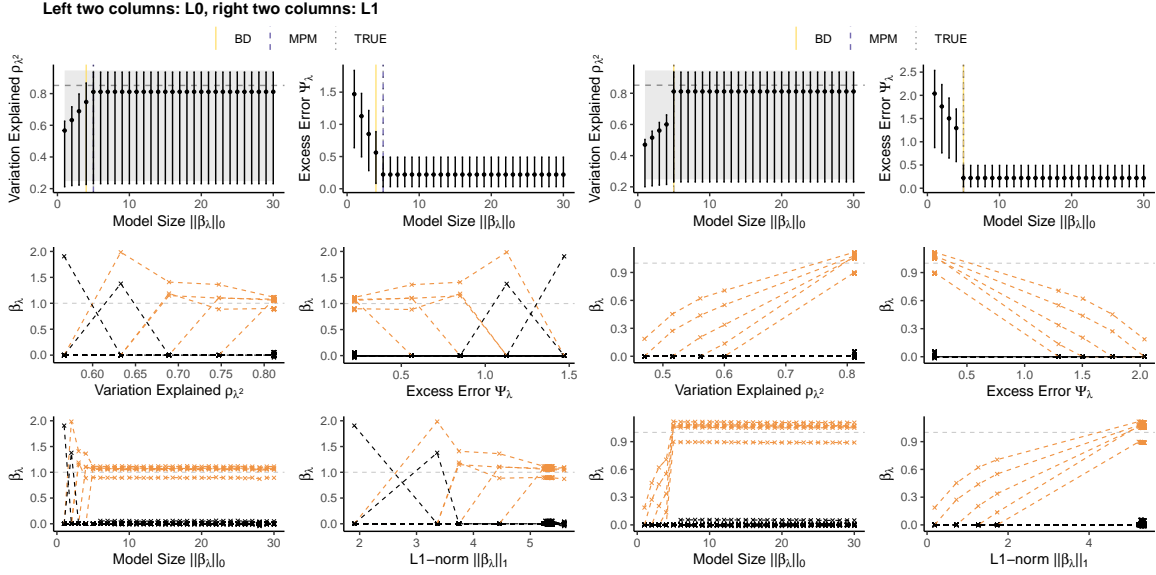 Left two columns: L0, right two columns: L1
BD MPM TRUE
BD MPM TRUE
Variation Explained ρλ²
0.8
0.6
0.4
0.2
0 10 20 30
Model Size ||βλ||0
Excess Error Ψλ
1.5
1.0
0.5
0.0
0 10 20 30
Model Size ||βλ||0
Variation Explained ρλ²
0.8
0.6
0.4
0.2
0 10 20 30
Model Size ||βλ||0
Excess Error Ψλ
2.5
2.0
1.5
1.0
0.5
0.0
0 10 20 30
Model Size ||βλ||0
βλ
2.0
1.5
1.0
0.5
0.0
0.60 0.65 0.70 0.75 0.80
Variation Explained ρλ²
βλ
2.0
1.5
1.0
0.5
0.0
0.5 1.0 1.5
Excess Error Ψλ
βλ
0.9
0.6
0.3
0.0
0.5 0.6 0.7 0.8
Variation Explained ρλ²
βλ
0.9
0.6
0.3
0.0
0.5 1.0 1.5 2.0
Excess Error Ψλ
βλ
2.0
1.5
1.0
0.5
0.0
0 10 20 30
Model Size ||βλ||0
βλ
2.0
1.5
1.0
0.5
0.0
2 3 4 5
L1−norm ||βλ||1
βλ
0.9
0.6
0.3
0.0
0 10 20 30
Model Size ||βλ||0
βλ
0.9
0.6
0.3
0.0
0 2 4
L1−norm ||βλ||1